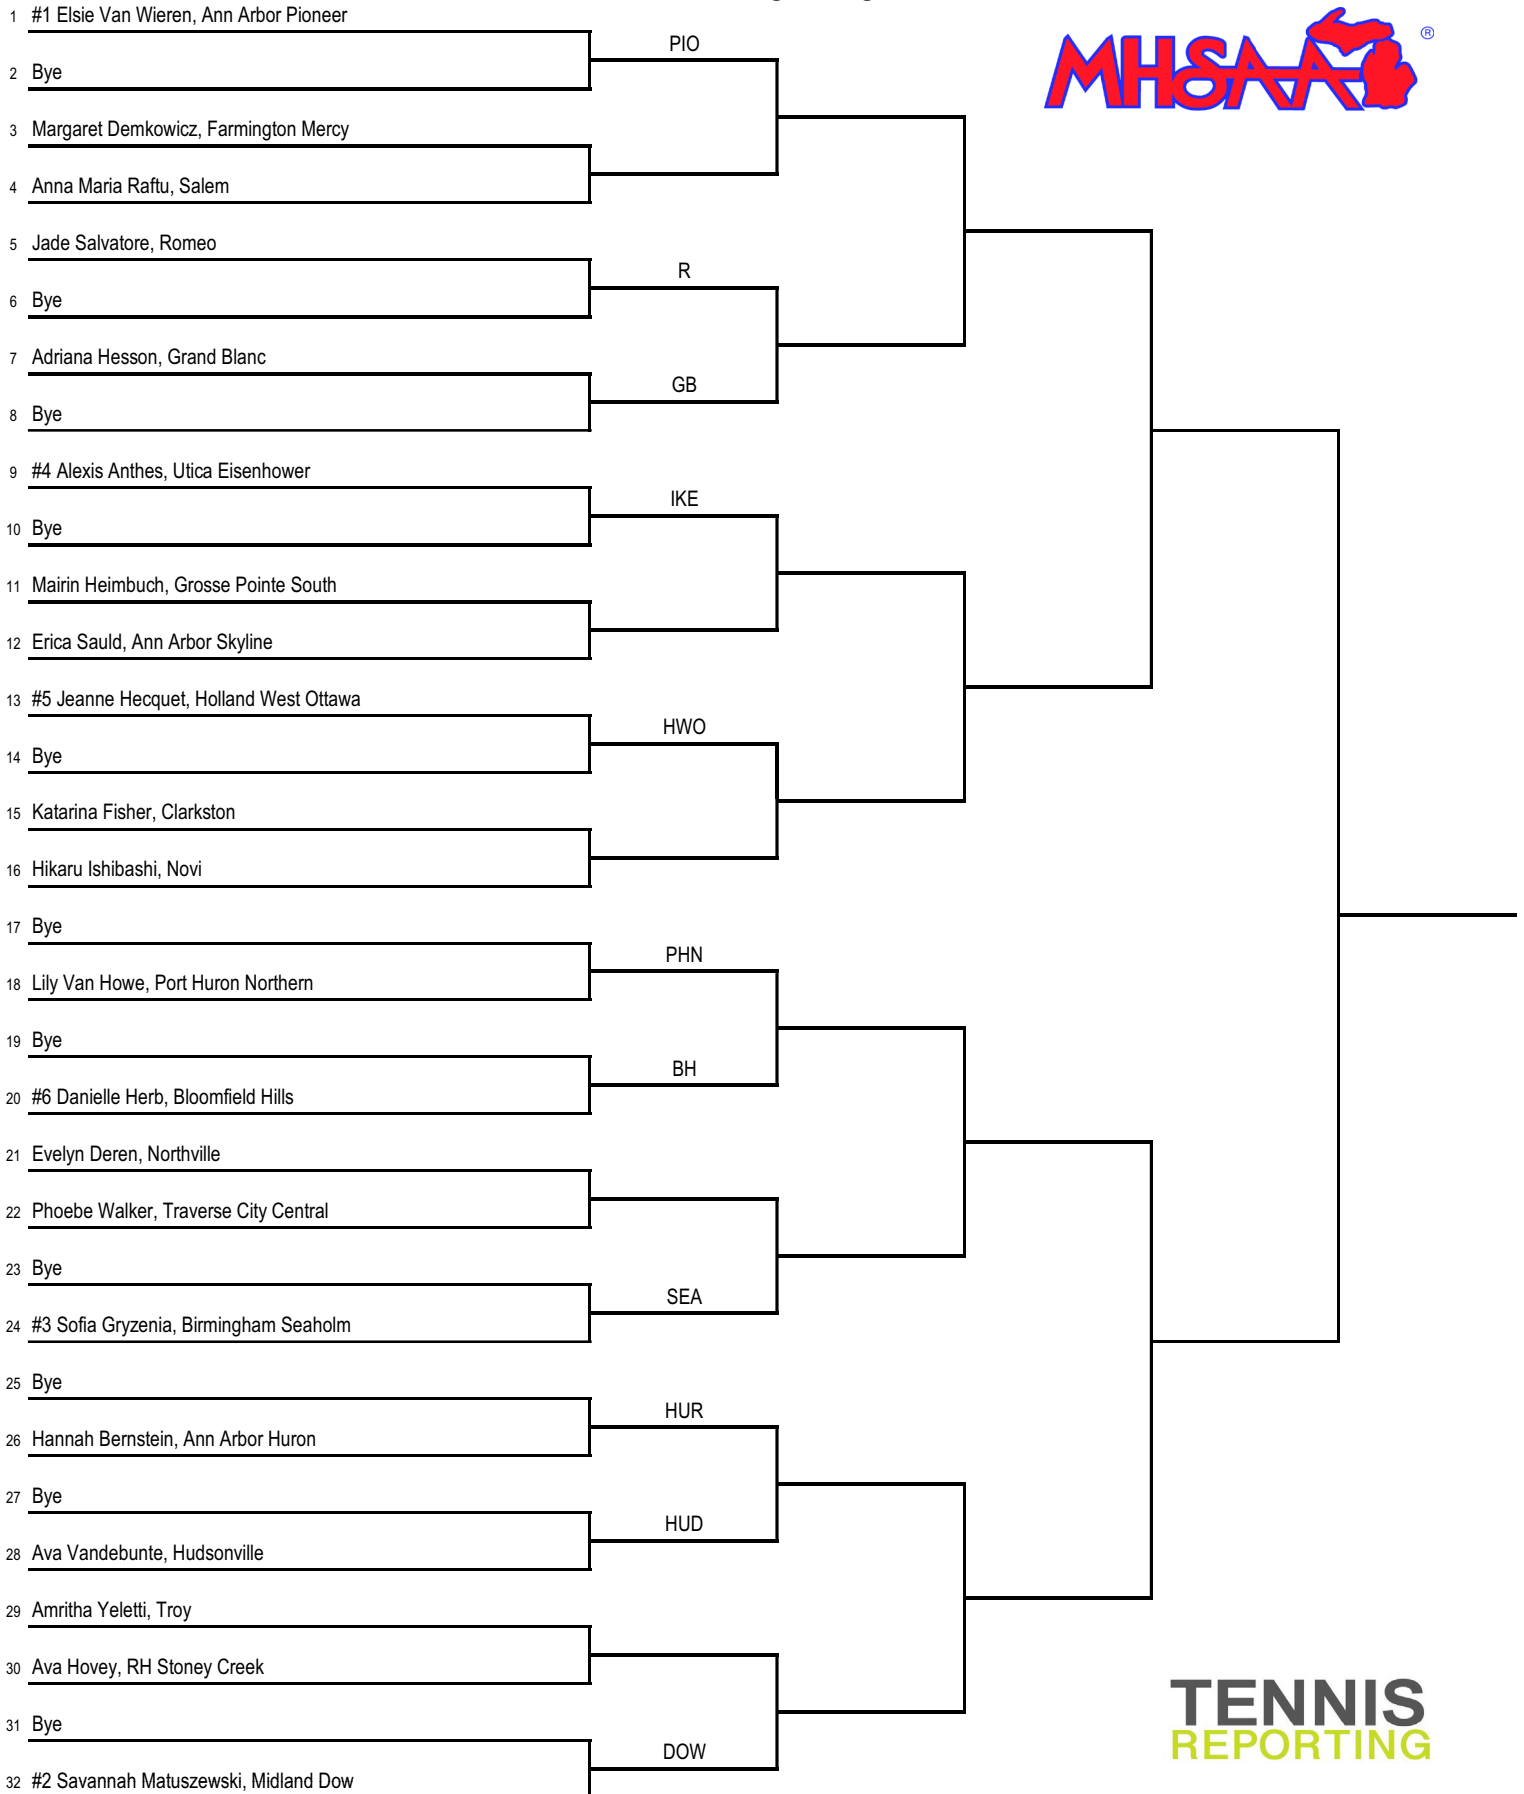 1 #1 Elsie Van Wieren, Ann Arbor Pioneer
MHSAA ®
PIO
2 Bye
3 Margaret Demkowicz, Farmington Mercy
4 Anna Maria Raftu, Salem
5 Jade Salvatore, Romeo
R
6 Bye
7 Adriana Hesson, Grand Blanc
GB
8 Bye
9 #4 Alexis Anthes, Utica Eisenhower
IKE
10 Bye
11 Mairin Heimbuch, Grosse Pointe South
12 Erica Sauld, Ann Arbor Skyline
13 #5 Jeanne Hecquet, Holland West Ottawa
HWO
14 Bye
15 Katarina Fisher, Clarkston
16 Hikaru Ishibashi, Novi
17 Bye
PHN
18 Lily Van Howe, Port Huron Northern
19 Bye
BH
20 #6 Danielle Herb, Bloomfield Hills
21 Evelyn Deren, Northville
22 Phoebe Walker, Traverse City Central
23 Bye
SEA
24 #3 Sofia Gryzenia, Birmingham Seaholm
25 Bye
HUR
26 Hannah Bernstein, Ann Arbor Huron
27 Bye
HUD
28 Ava Vandebunte, Hudsonville
29 Amritha Yeletti, Troy
30 Ava Hovey, RH Stoney Creek
31 Bye
DOW
32 #2 Savannah Matuszewski, Midland Dow
TENNIS
REPORTING